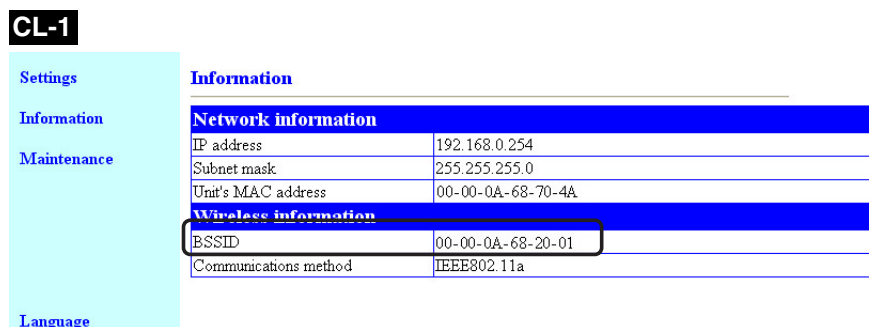 CL-1
Settings
Information
Maintenance
Language
Information
Network information
IP address 192.168.0.254
Subnet mask 255.255.255.0
Unit's MAC address 00-00-0A-68-70-4A
Wireless information
BSSID 00-00-0A-68-20-01
Communications method IEEE802.11a